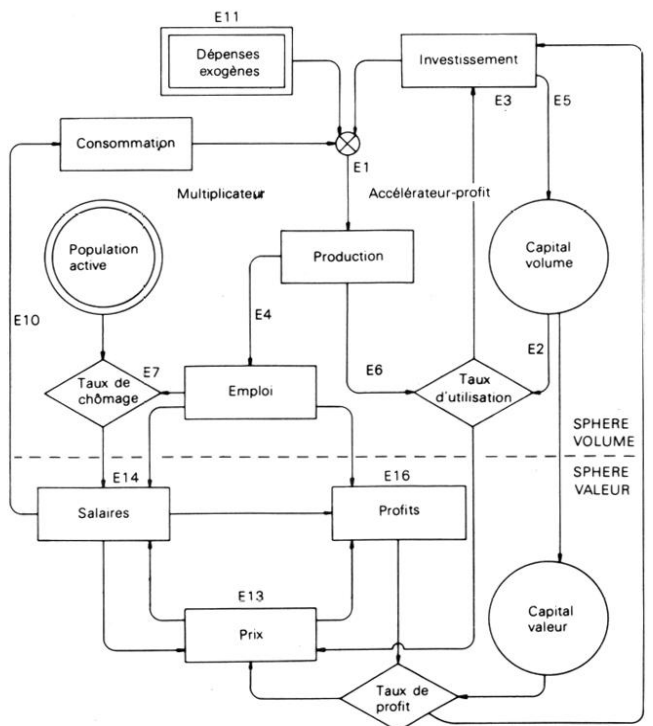 E11
Dépenses
exogènes
Investissement
E3
E5
Consommation
E1
Multiplicateur
Accélérateur-profit
Population
active
Production
Capital
volume
E10
E4
E6
E2
E7
Taux de
chômage
Emploi
Taux
d'utilisation
SPHERE
VOLUME
SPHERE
VALEUR
E14
E16
Salaires
Profits
E13
Prix
Capital
valeur
Taux de
profit